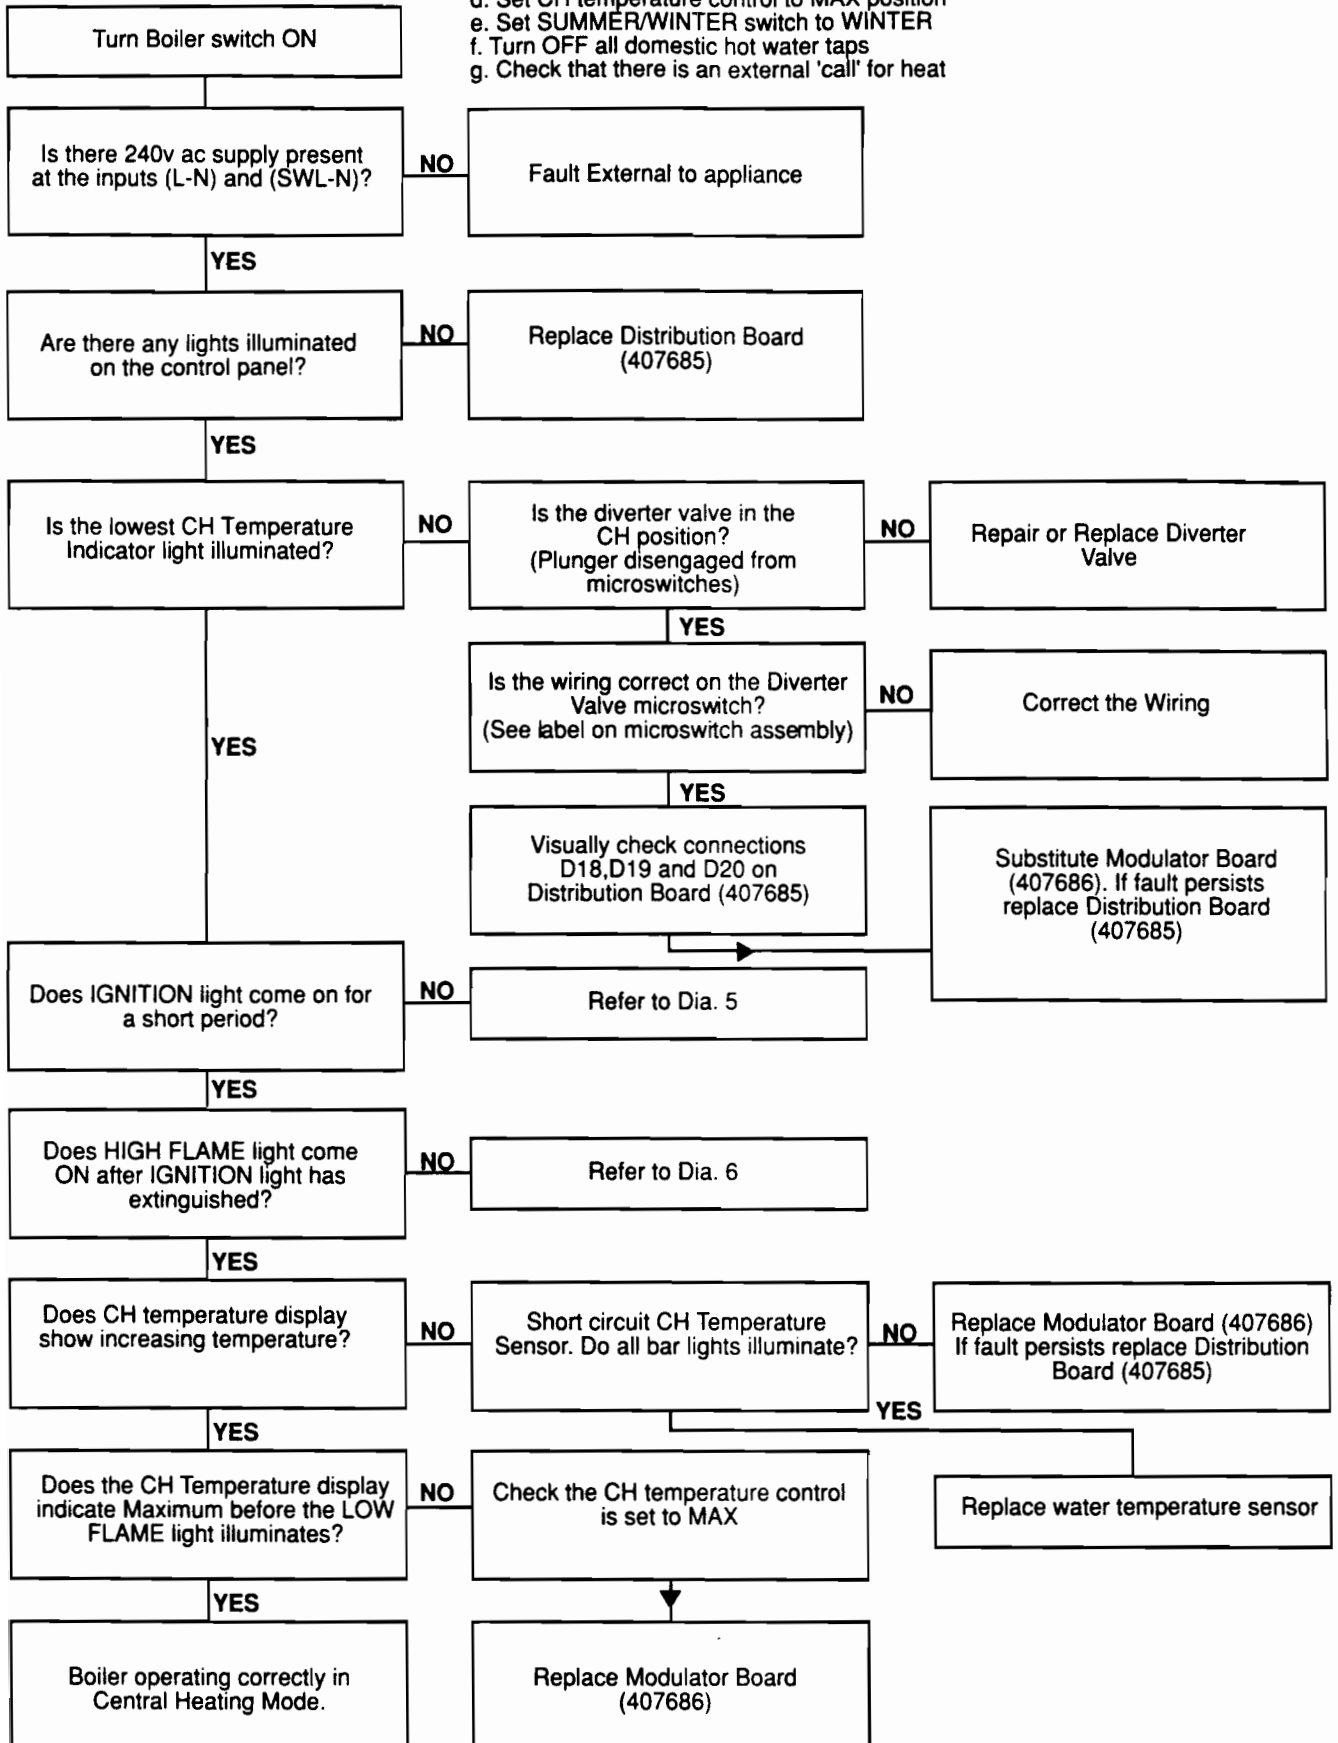 d. Set CH temperature control to MAX position
e. Set SUMMER/WINTER switch to WINTER
f. Turn OFF all domestic hot water taps
g. Check that there is an external 'call' for heat
Turn Boiler switch ON
Is there 240v ac supply present
at the inputs (L-N) and (SWL-N)?
NO
Fault External to appliance
YES
Are there any lights illuminated
on the control panel?
NO
Replace Distribution Board
(407685)
YES
Is the lowest CH Temperature
Indicator light illuminated?
NO
Is the diverter valve in the
CH position?
(Plunger disengaged from
microswitches)
NO
Repair or Replace Diverter
Valve
YES
Is the wiring correct on the Diverter
Valve microswitch?
(See label on microswitch assembly)
NO
Correct the Wiring
YES
YES
Visually check connections
D18,D19 and D20 on
Distribution Board (407685)
Substitute Modulator Board
(407686). If fault persists
replace Distribution Board
(407685)
Does IGNITION light come on for
a short period?
NO
Refer to Dia. 5
YES
Does HIGH FLAME light come
ON after IGNITION light has
extinguished?
NO
Refer to Dia. 6
YES
Does CH temperature display
show increasing temperature?
NO
Short circuit CH Temperature
Sensor. Do all bar lights illuminate?
NO
Replace Modulator Board (407686)
If fault persists replace Distribution
Board (407685)
YES
Replace water temperature sensor
YES
Does the CH Temperature display
indicate Maximum before the LOW
FLAME light illuminates?
NO
Check the CH temperature control
is set to MAX
YES
Boiler operating correctly in
Central Heating Mode.
Replace Modulator Board
(407686)